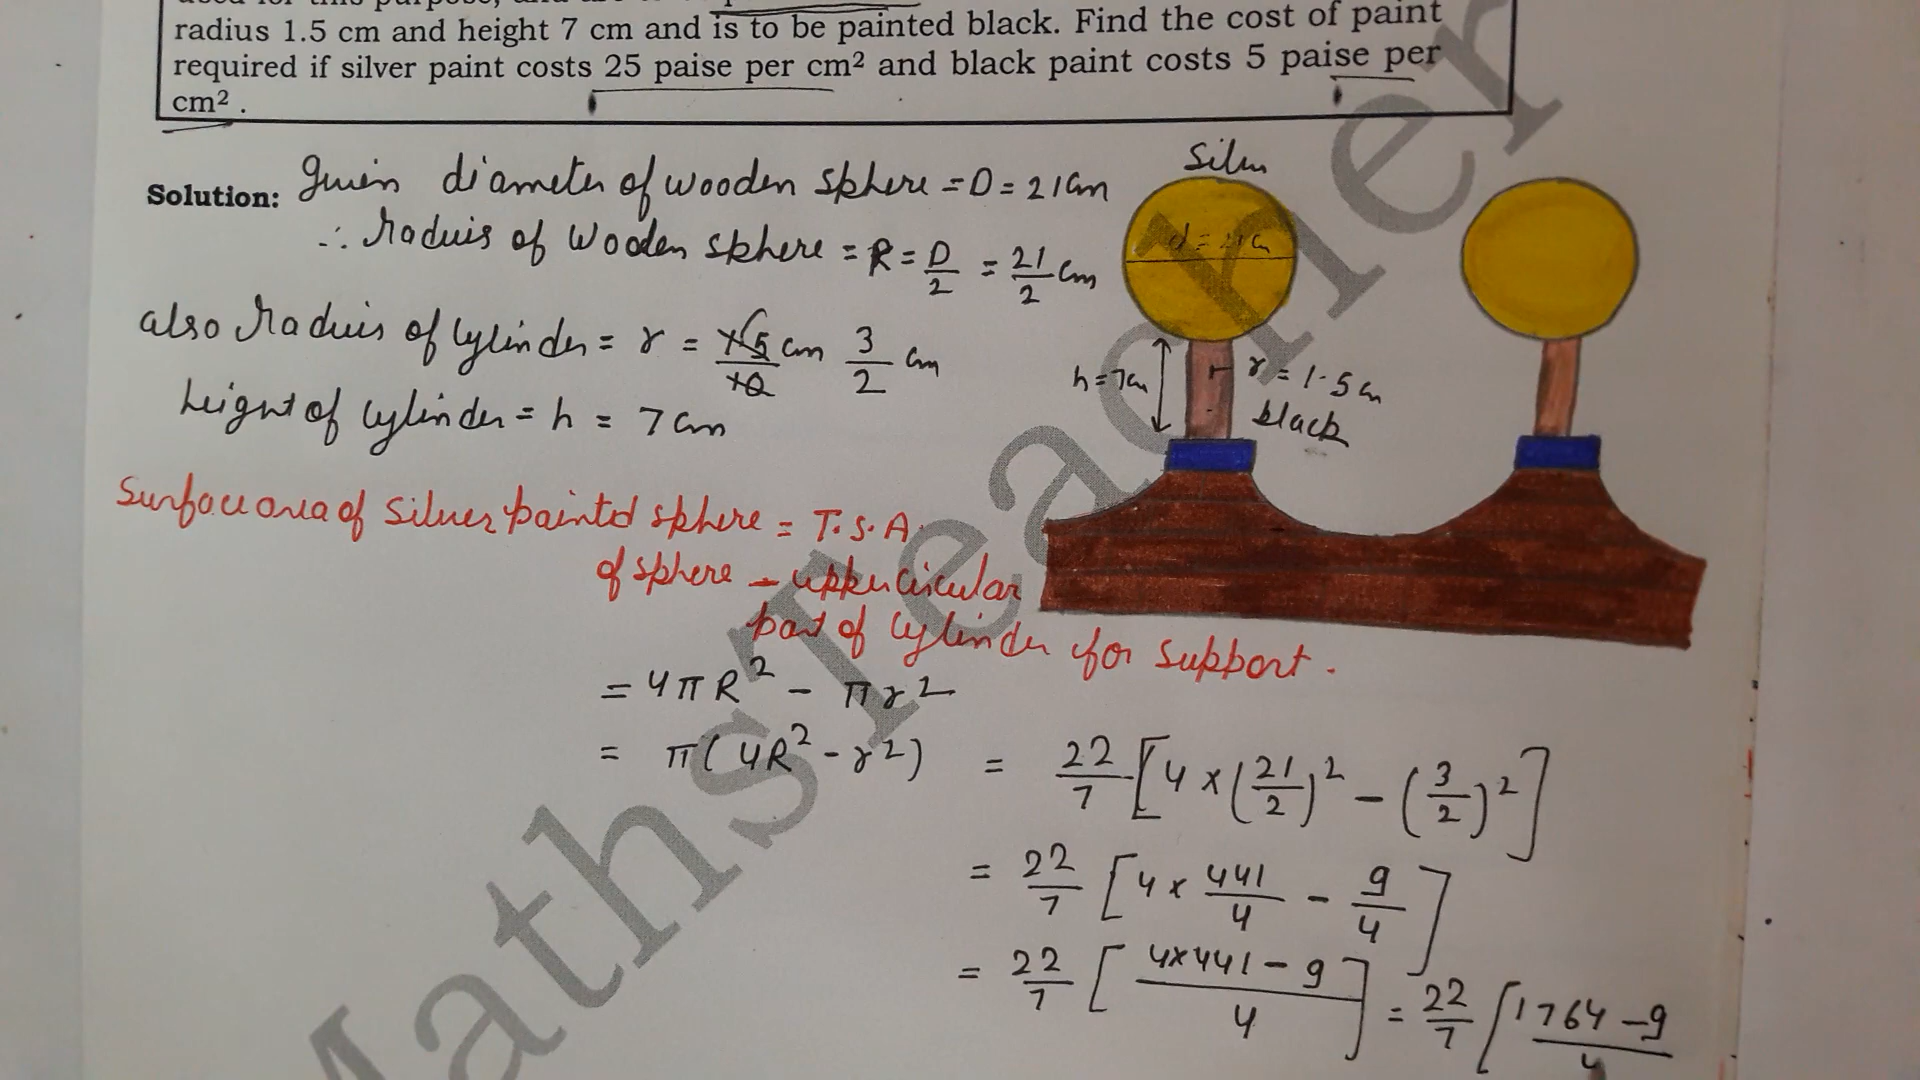 radius 1.5 cm and height 7 cm and is to be painted black. Find the cost of paint
required if silver paint costs 25 paise per cm² and black paint costs 5 paise per
cm² .
Solution: Given diameter of wooden sphere = D = 21cm
∴ Radius of Wooden sphere = R = D/2 = 21/2 cm
also Radius of Cylinder = r = 3/2 cm
height of Cylinder = h = 7 cm
Silver
d = 21cm
h = 7cm
r = 1.5 cm
black
Surface area of Silver painted sphere = T.S.A.
of sphere – upper circular
part of Cylinder for support.
= 4πR² – πr²
= π(4R² – r²) = 22/7 [4 × (21/2)² – (3/2)²]
= 22/7 [4 × 441/4 – 9/4]
= 22/7 [4×441 – 9/4] = 22/7 [1764 – 9/4
Maths Teacher